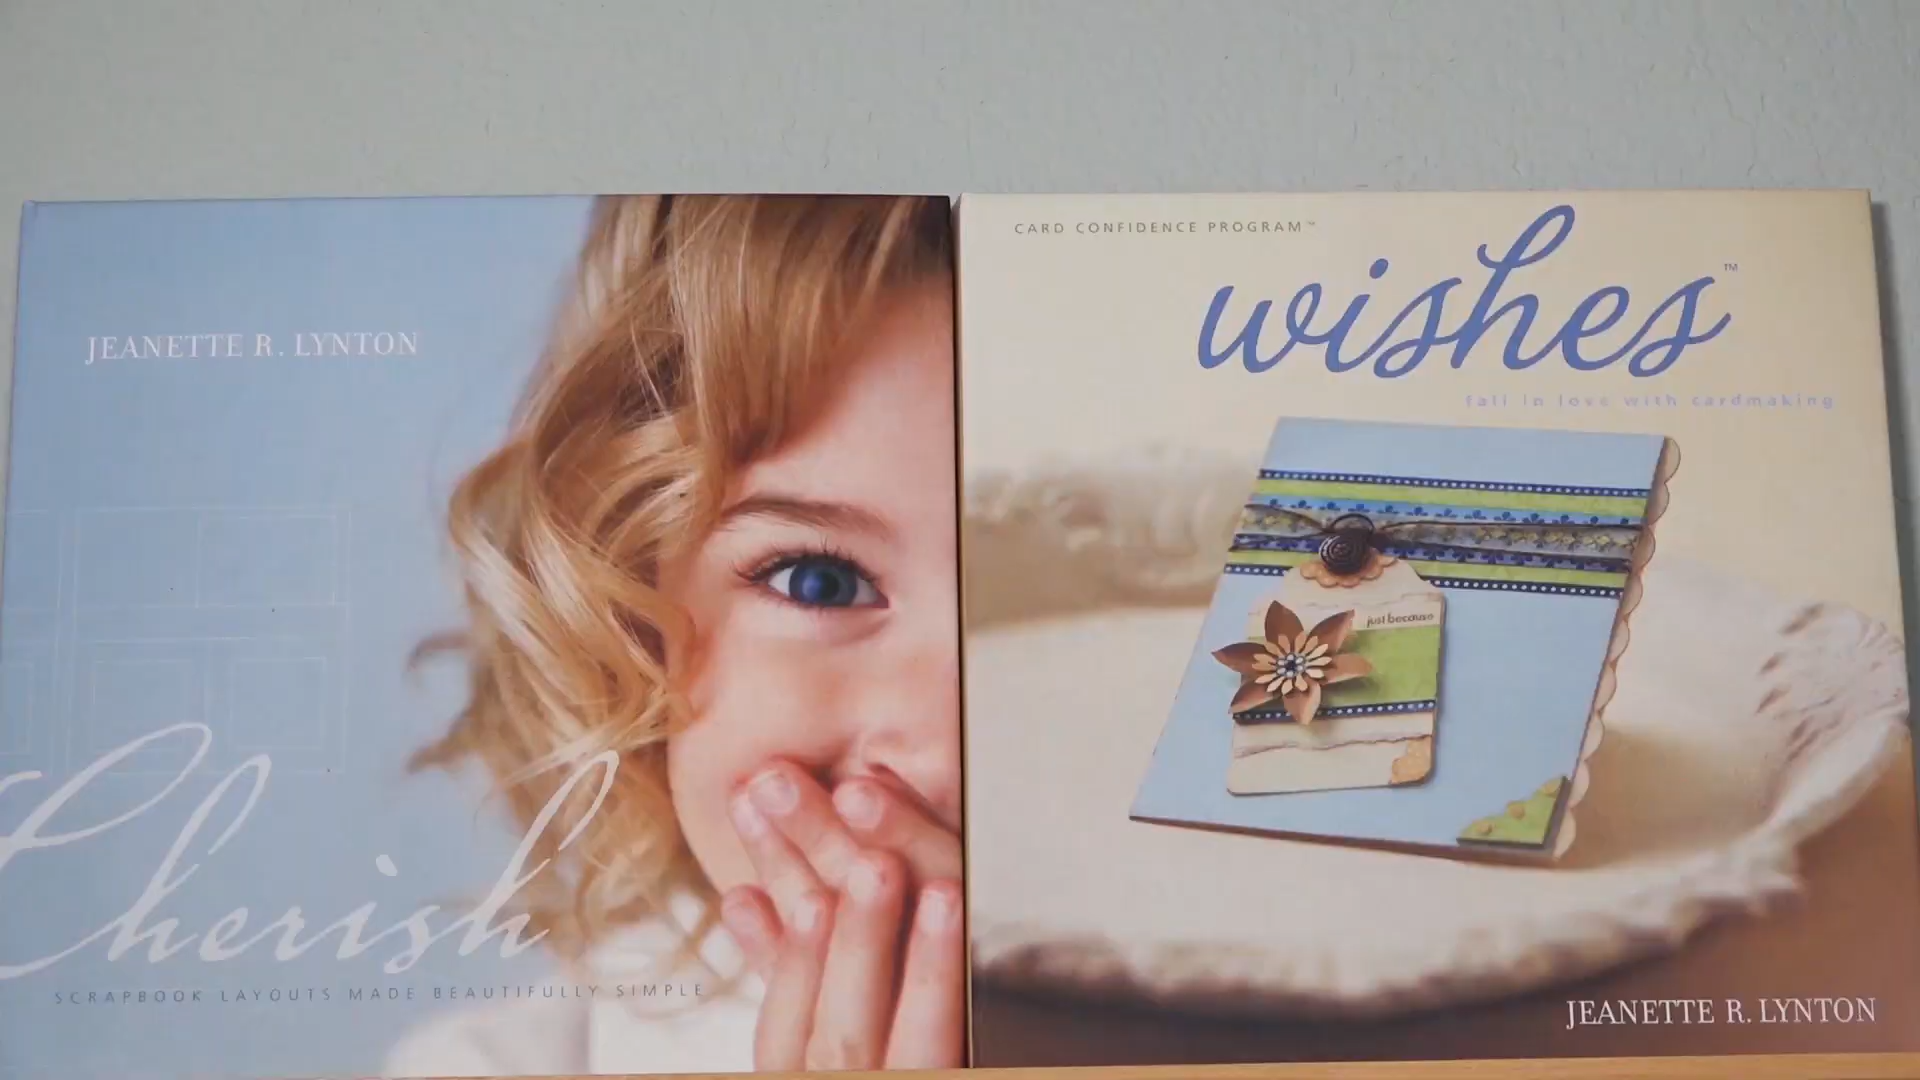 JEANETTE R. LYNTON
Cherish
SCRAPBOOK LAYOUTS MADE BEAUTIFULLY SIMPLE
CARD CONFIDENCE PROGRAM™
wishes™
fall in love with cardmaking
just because
JEANETTE R. LYNTON